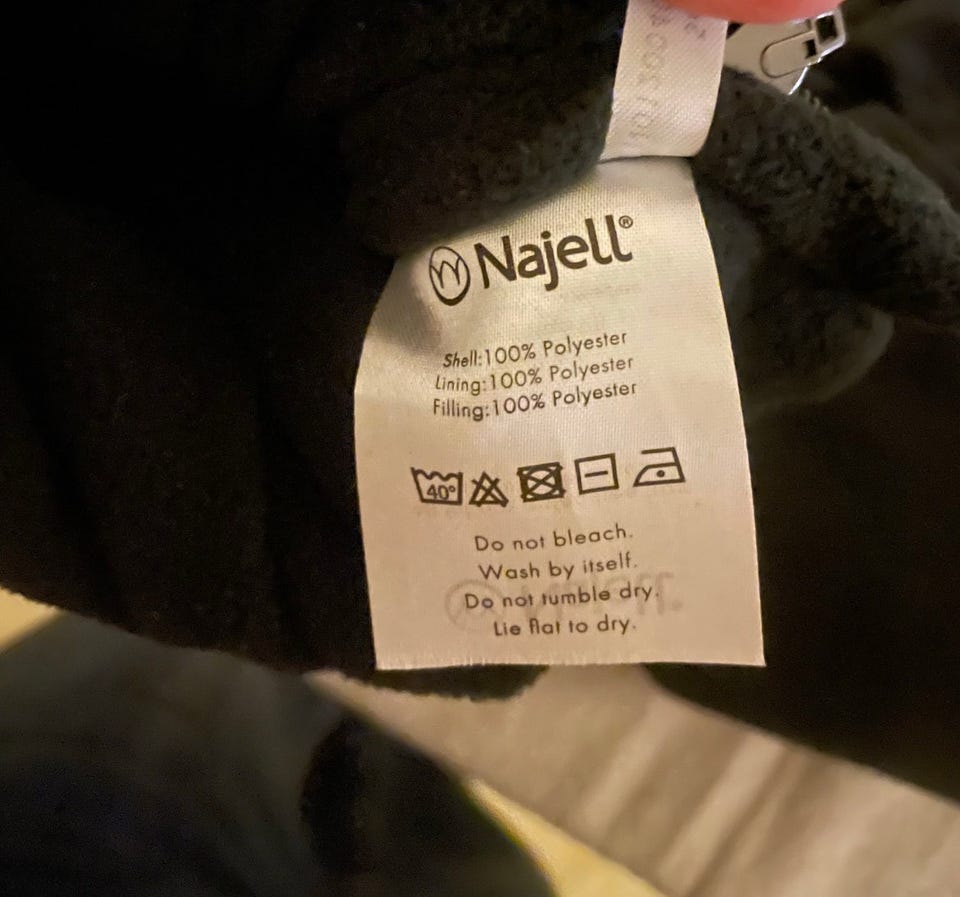 Najell®
Shell:100% Polyester
Lining:100% Polyester
Filling:100% Polyester
40°
Do not bleach.
Wash by itself.
Do not tumble dry.
Lie flat to dry.